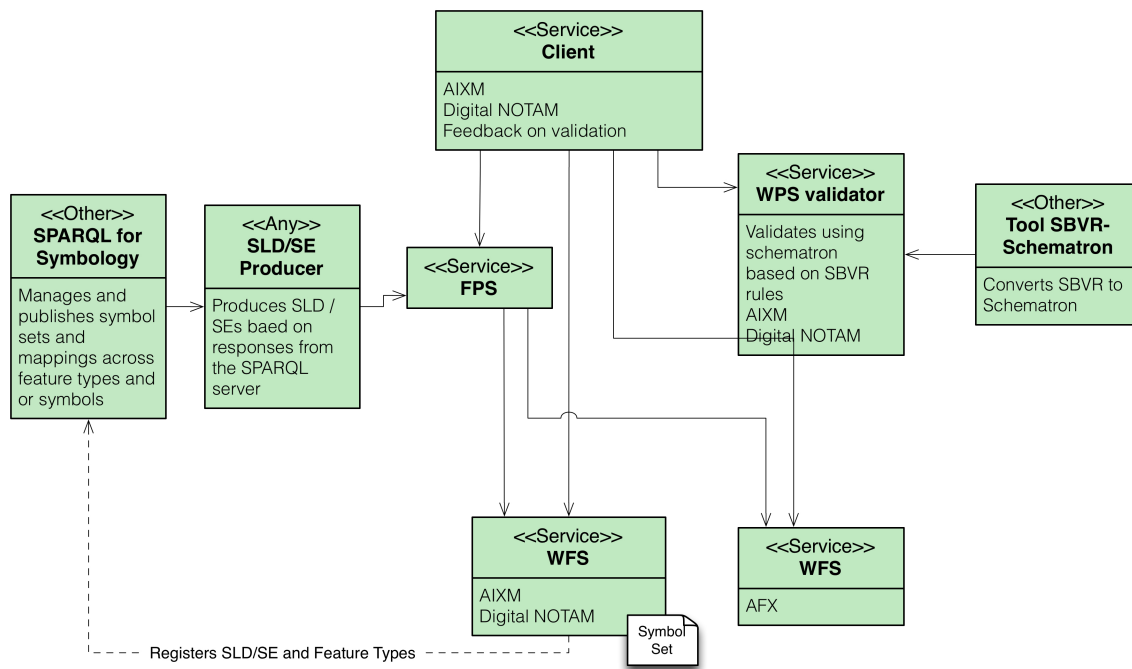 <<Service>>
Client
AIXM
Digital NOTAM
Feedback on validation
<<Service>>
WPS validator
Validates using
schematron
based on SBVR
rules
AIXM
Digital NOTAM
<<Other>>
Tool SBVR-
Schematron
Converts SBVR to
Schematron
<<Other>>
SPARQL for
Symbology
Manages and
publishes symbol
sets and
mappings across
feature types and
or symbols
<<Any>>
SLD/SE
Producer
Produces SLD /
SEs baed on
responses from
the SPARQL
server
<<Service>>
FPS
<<Service>>
WFS
AIXM
Digital NOTAM
Symbol
Set
<<Service>>
WFS
AFX
Registers SLD/SE and Feature Types